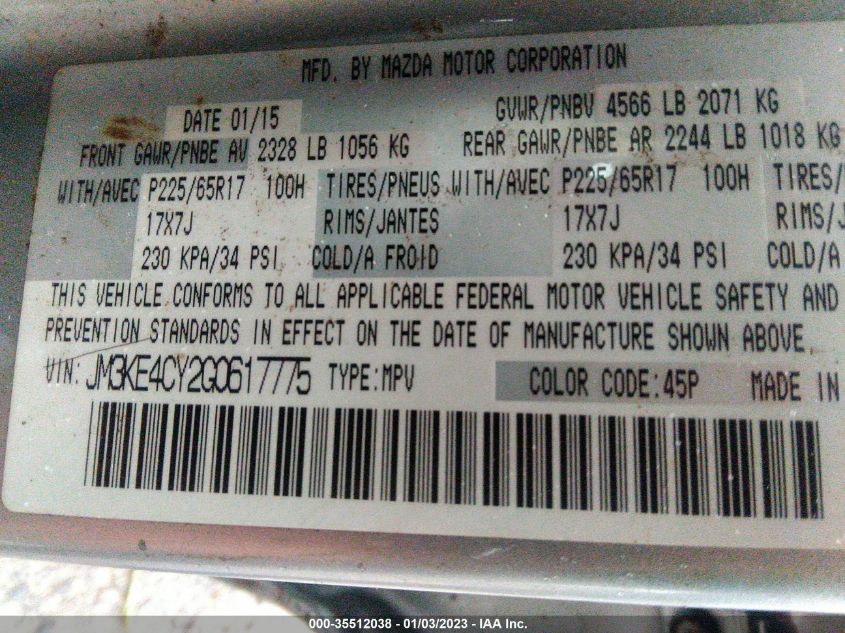 MFD. BY MAZDA MOTOR CORPORATION
DATE 01/15 GVWR/PNBV 4566 LB 2071 KG
FRONT GAWR/PNBE AV 2328 LB 1056 KG REAR GAWR/PNBE AR 2244 LB 1018 KG
WITH/AVEC P225/65R17 100H TIRES/PNEUS WITH/AVEC P225/65R17 100H TIRES/
17X7J RIMS/JANTES 17X7J RIMS/J
230 KPA/34 PSI COLD/A FROID 230 KPA/34 PSI COLD/A
THIS VEHICLE CONFORMS TO ALL APPLICABLE FEDERAL MOTOR VEHICLE SAFETY AND
PREVENTION STANDARDS IN EFFECT ON THE DATE OF MANUFACTURE SHOWN ABOVE.
VIN: JM3KE4CY2G0617775 TYPE:MPV COLOR CODE:45P MADE IN
000-35512038 - 01/03/2023 - IAA Inc.